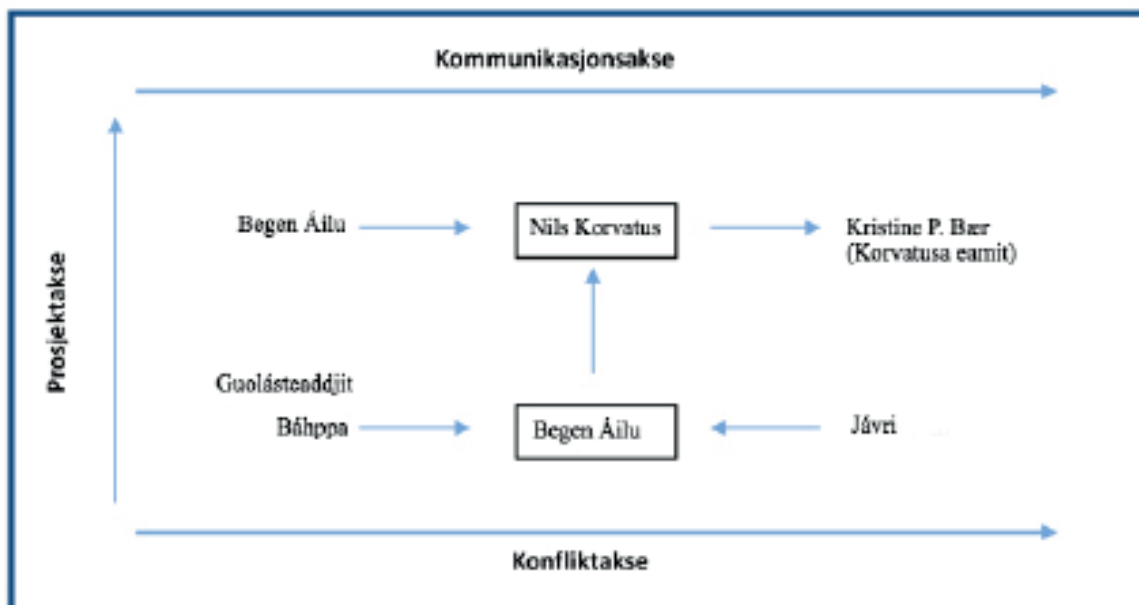 Kommunikasjonsakse
Prosjektakse
Begen Áilu
Nils Korvatus
Kristine P. Bær
(Korvatusa eamit)
Guolásteaddjit
Báhppa
Begen Áilu
Jávri
Konfliktakse